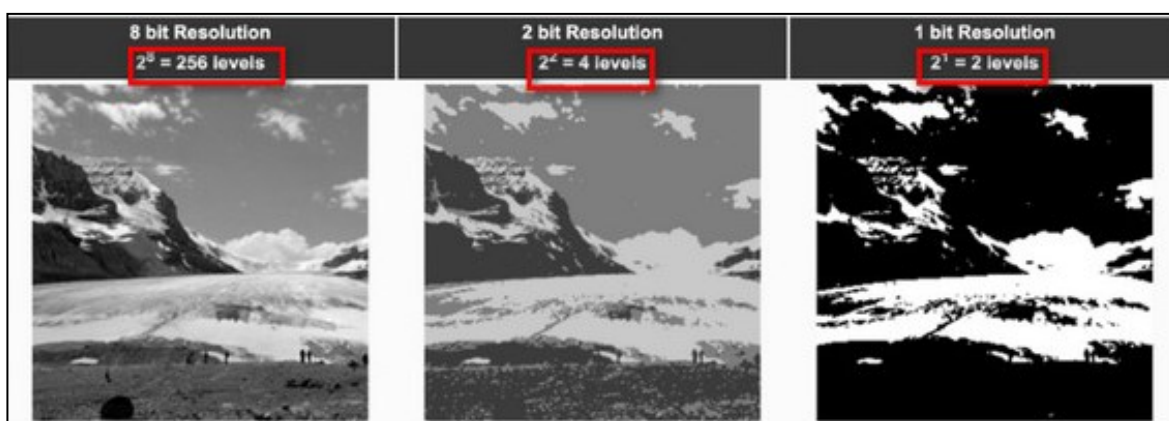 8 bit Resolution
2⁸ = 256 levels
2 bit Resolution
2² = 4 levels
1 bit Resolution
2¹ = 2 levels